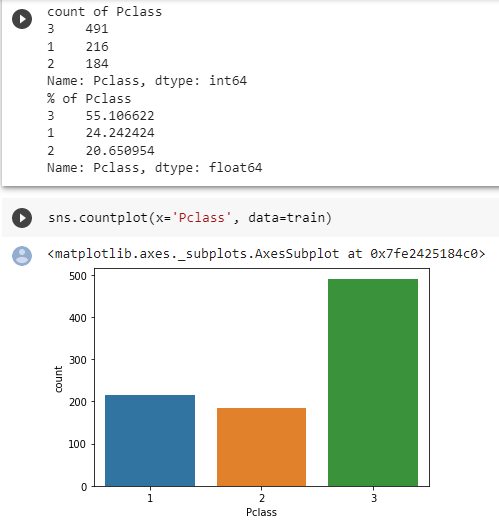 count of Pclass
3    491
1    216
2    184
Name: Pclass, dtype: int64
% of Pclass
3    55.106622
1    24.242424
2    20.650954
Name: Pclass, dtype: float64
sns.countplot(x='Pclass', data=train)
<matplotlib.axes._subplots.AxesSubplot at 0x7fe2425184c0>
500
400
300
200
100
0
count
1 2 3
Pclass